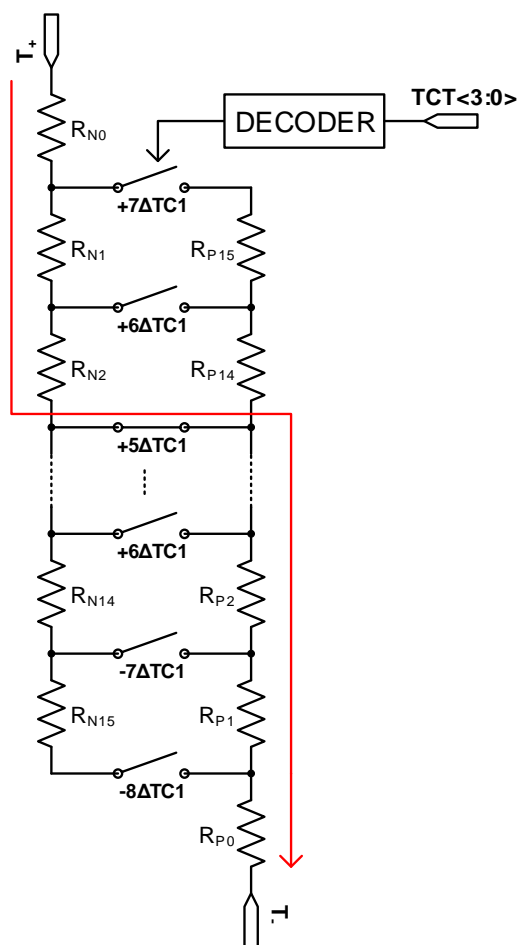 T+
TCT<3:0>
DECODER
RN0
+7ΔTC1
RN1
RP15
+6ΔTC1
RN2
RP14
+5ΔTC1
+6ΔTC1
RN14
RP2
-7ΔTC1
RN15
RP1
-8ΔTC1
RP0
T-